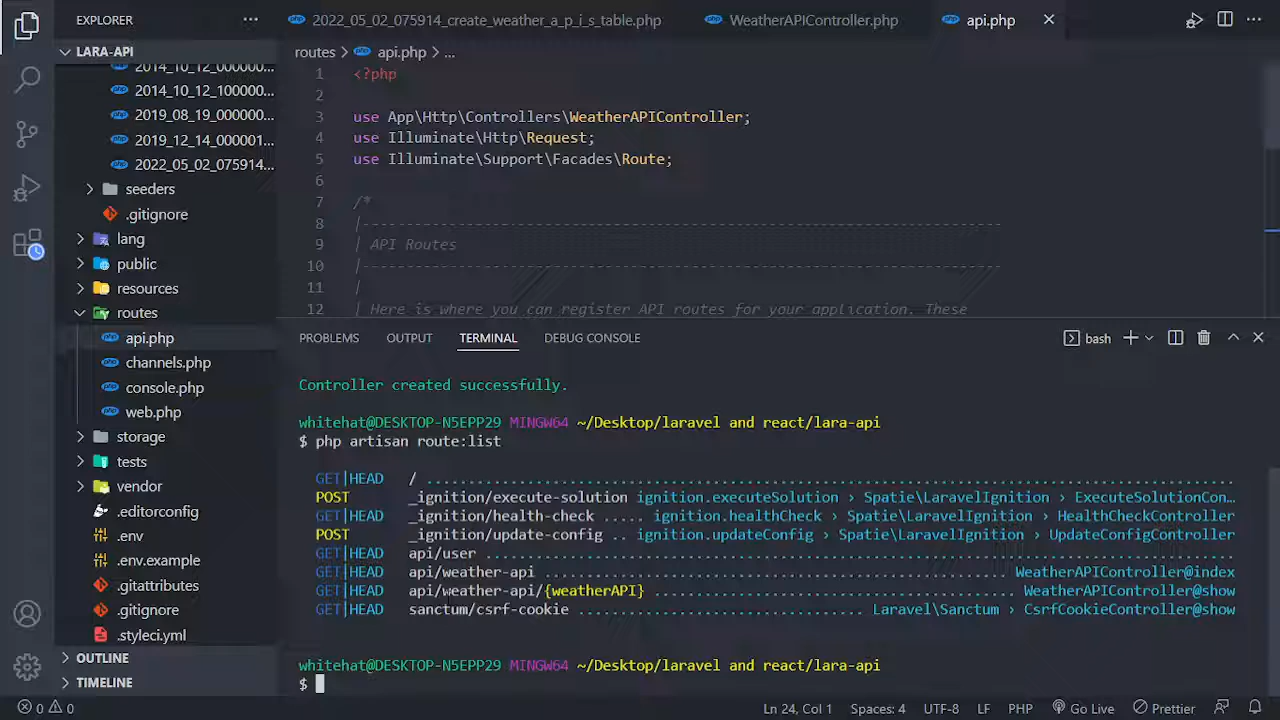 EXPLORER
2022_05_02_075914_create_weather_a_p_i_s_table.php
WeatherAPIController.php
api.php
LARA-API
2014_10_12_000000...
2014_10_12_100000...
2019_08_19_000000...
2019_12_14_000001...
2022_05_02_075914...
seeders
.gitignore
lang
public
resources
routes
api.php
channels.php
console.php
web.php
storage
tests
vendor
.editorconfig
.env
.env.example
.gitattributes
.gitignore
.styleci.yml
OUTLINE
TIMELINE
routes > api.php > ...
1 <?php
2
3 use App\Http\Controllers\WeatherAPIController;
4 use Illuminate\Http\Request;
5 use Illuminate\Support\Facades\Route;
6
7 /*
8 |--------------------------------------------------------------------------
9 | API Routes
10 |--------------------------------------------------------------------------
11 |
12 | Here is where you can register API routes for your application. These
PROBLEMS OUTPUT TERMINAL DEBUG CONSOLE
bash
Controller created successfully.
whitehat@DESKTOP-N5EPP29 MINGW64 ~/Desktop/laravel and react/lara-api
$ php artisan route:list
GET|HEAD / ................................................................................................
POST _ignition/execute-solution ignition.executeSolution › Spatie\LaravelIgnition › ExecuteSolutionCon…
GET|HEAD _ignition/health-check ..... ignition.healthCheck › Spatie\LaravelIgnition › HealthCheckController
POST _ignition/update-config .. ignition.updateConfig › Spatie\LaravelIgnition › UpdateConfigController
GET|HEAD api/user .........................................................................................
GET|HEAD api/weather-api ....................................................... WeatherAPIController@index
GET|HEAD api/weather-api/{weatherAPI} ........................................... WeatherAPIController@show
GET|HEAD sanctum/csrf-cookie .................................. Laravel\Sanctum › CsrfCookieController@show
whitehat@DESKTOP-N5EPP29 MINGW64 ~/Desktop/laravel and react/lara-api
$
0 0
Ln 24, Col 1 Spaces: 4 UTF-8 LF PHP Go Live Prettier